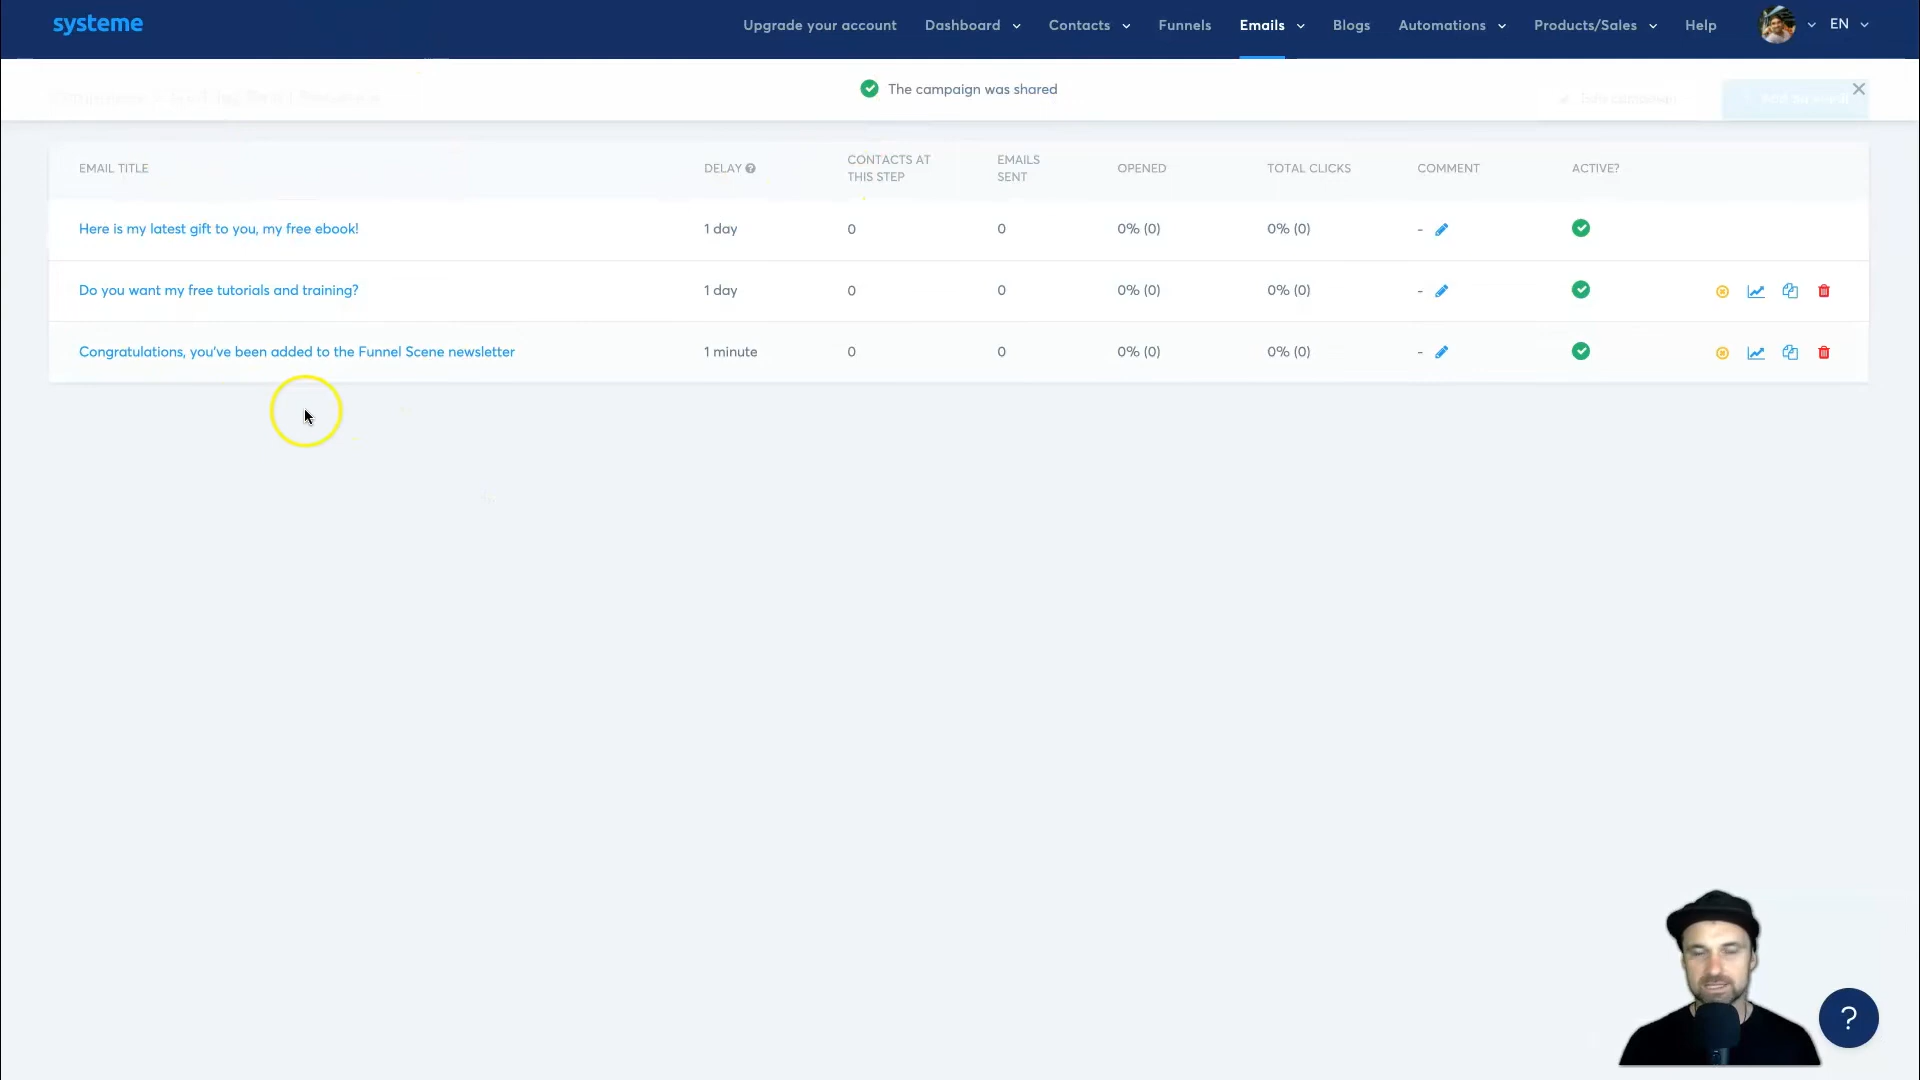 systeme
Upgrade your account Dashboard Contacts Funnels Emails Blogs Automations Products/Sales Help EN
The campaign was shared
EMAIL TITLE DELAY CONTACTS AT THIS STEP EMAILS SENT OPENED TOTAL CLICKS COMMENT ACTIVE?
Here is my latest gift to you, my free ebook! 1 day 0 0 0% (0) 0% (0) -
Do you want my free tutorials and training? 1 day 0 0 0% (0) 0% (0) -
Congratulations, you've been added to the Funnel Scene newsletter 1 minute 0 0 0% (0) 0% (0) -
?